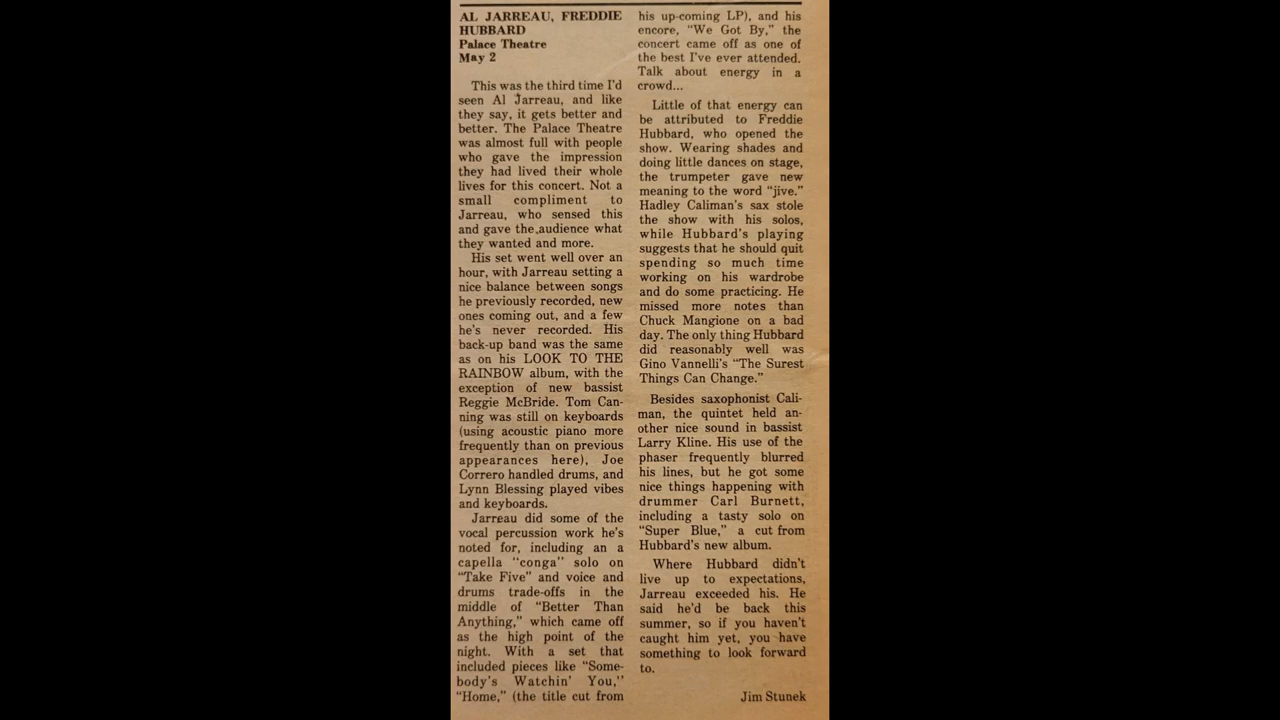 AL JARREAU, FREDDIE
HUBBARD
Palace Theatre
May 2
This was the third time I'd
seen Al Jarreau, and like
they say, it gets better and
better. The Palace Theatre
was almost full with people
who gave the impression
they had lived their whole
lives for this concert. Not a
small compliment to
Jarreau, who sensed this
and gave the audience what
they wanted and more.
His set went well over an
hour, with Jarreau setting a
nice balance between songs
he previously recorded, new
ones coming out, and a few
he's never recorded. His
back-up band was the same
as on his LOOK TO THE
RAINBOW album, with the
exception of new bassist
Reggie McBride. Tom Can-
ning was still on keyboards
(using acoustic piano more
frequently than on previous
appearances here), Joe
Correro handled drums, and
Lynn Blessing played vibes
and keyboards.
Jarreau did some of the
vocal percussion work he's
noted for, including an a
capella "conga" solo on
"Take Five" and voice and
drums trade-offs in the
middle of "Better Than
Anything," which came off
as the high point of the
night. With a set that
included pieces like "Some-
body's Watchin' You,"
"Home," (the title cut from
his up-coming LP), and his
encore, "We Got By," the
concert came off as one of
the best I've ever attended.
Talk about energy in a
crowd...
Little of that energy can
be attributed to Freddie
Hubbard, who opened the
show. Wearing shades and
doing little dances on stage,
the trumpeter gave new
meaning to the word "jive."
Hadley Caliman's sax stole
the show with his solos,
while Hubbard's playing
suggests that he should quit
spending so much time
working on his wardrobe
and do some practicing. He
missed more notes than
Chuck Mangione on a bad
day. The only thing Hubbard
did reasonably well was
Gino Vannelli's "The Surest
Things Can Change."
Besides saxophonist Cali-
man, the quintet held an-
other nice sound in bassist
Larry Kline. His use of the
phaser frequently blurred
his lines, but he got some
nice things happening with
drummer Carl Burnett,
including a tasty solo on
"Super Blue," a cut from
Hubbard's new album.
Where Hubbard didn't
live up to expectations,
Jarreau exceeded his. He
said he'd be back this
summer, so if you haven't
caught him yet, you have
something to look forward
to.
Jim Stunek